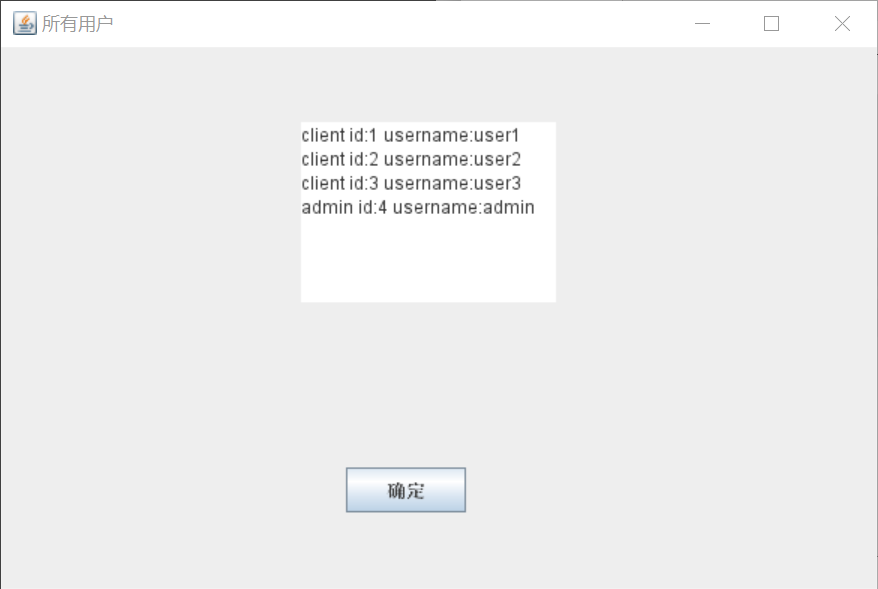 所有用户
client id:1 username:user1
client id:2 username:user2
client id:3 username:user3
admin id:4 username:admin
确定